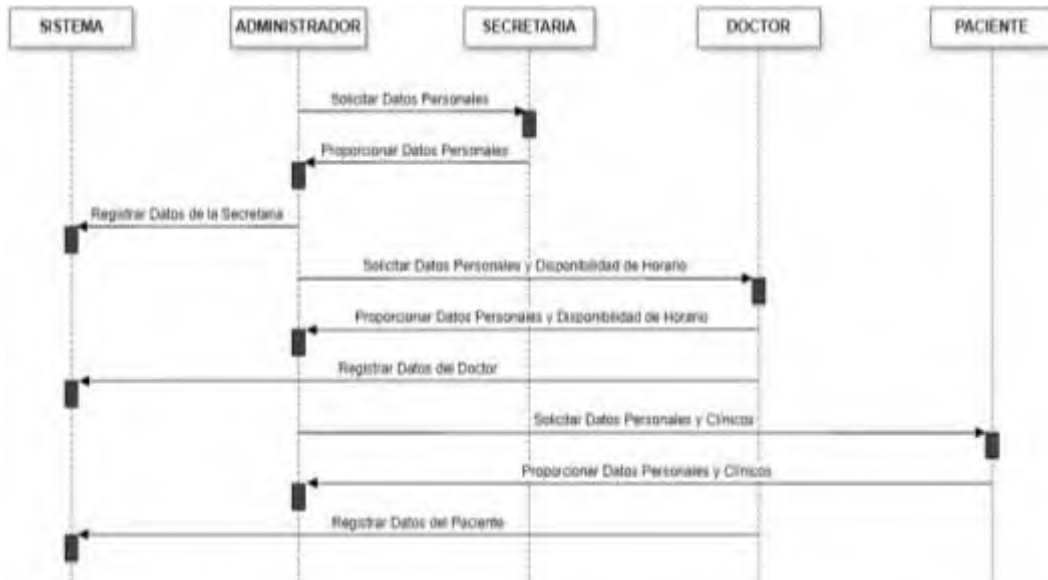 SISTEMA
ADMINISTRADOR
SECRETARIA
DOCTOR
PACIENTE
Solicitar Datos Personales
Proporcionar Datos Personales
Registrar Datos de la Secretaria
Solicitar Datos Personales y Disponibilidad de Horario
Proporcionar Datos Personales y Disponibilidad de Horario
Registrar Datos del Doctor
Solicitar Datos Personales y Clínicos
Proporcionar Datos Personales y Clínicos
Registrar Datos del Paciente